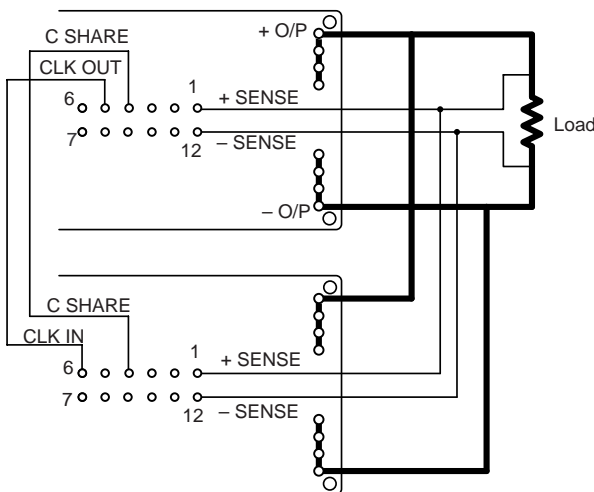 C SHARE
+ O/P
CLK OUT
6
1
+ SENSE
7
12
– SENSE
Load
– O/P
C SHARE
CLK IN
6
1
+ SENSE
7
12
– SENSE